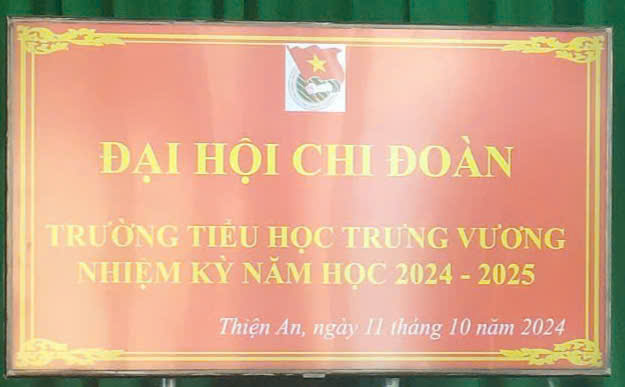 ĐẠI HỘI CHI ĐOÀN
TRƯỜNG TIỂU HỌC TRƯNG VƯƠNG
NHIỆM KỲ NĂM HỌC 2024 - 2025
Thiện An, ngày 11 tháng 10 năm 2024